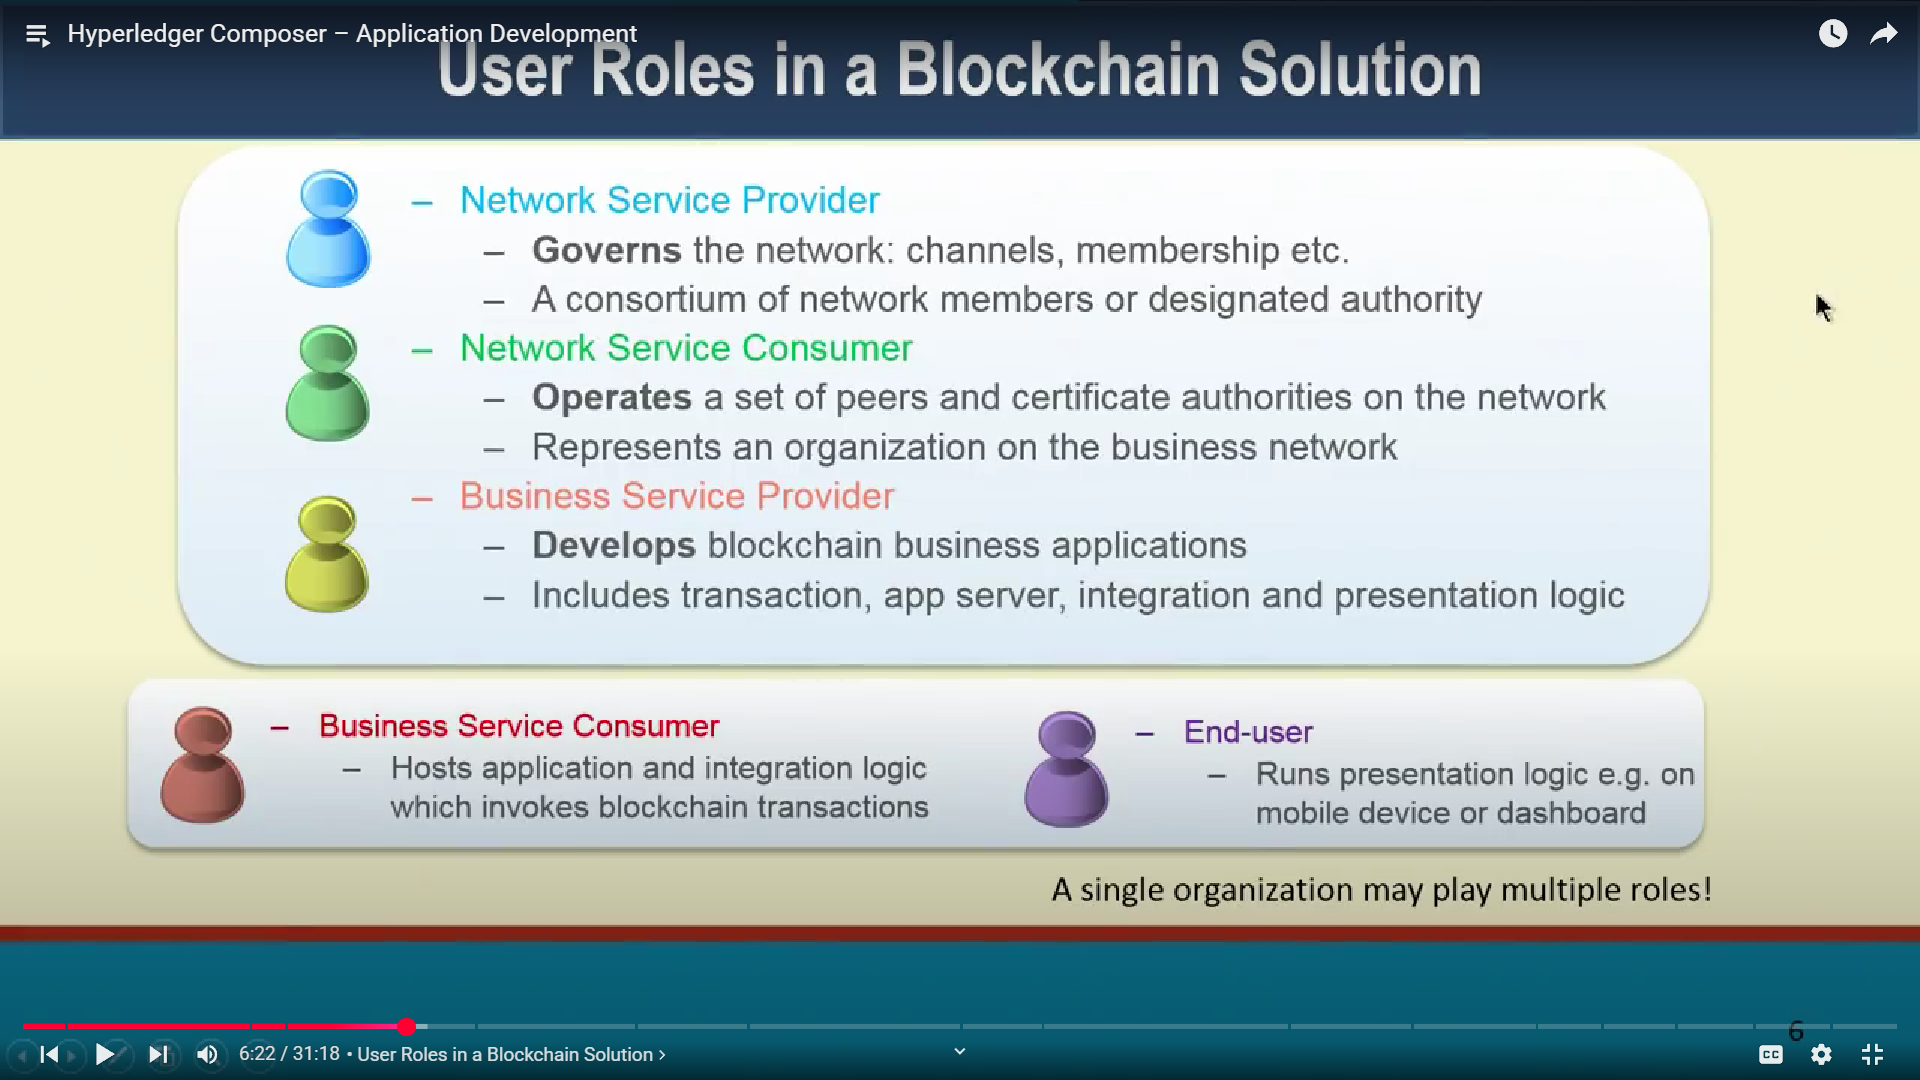 Hyperledger Composer – Application Development
User Roles in a Blockchain Solution
– Network Service Provider
– Governs the network: channels, membership etc.
– A consortium of network members or designated authority
– Network Service Consumer
– Operates a set of peers and certificate authorities on the network
– Represents an organization on the business network
– Business Service Provider
– Develops blockchain business applications
– Includes transaction, app server, integration and presentation logic
– Business Service Consumer
– Hosts application and integration logic
which invokes blockchain transactions
– End-user
– Runs presentation logic e.g. on
mobile device or dashboard
A single organization may play multiple roles!
6
6:22 / 31:18 • User Roles in a Blockchain Solution ›
CC